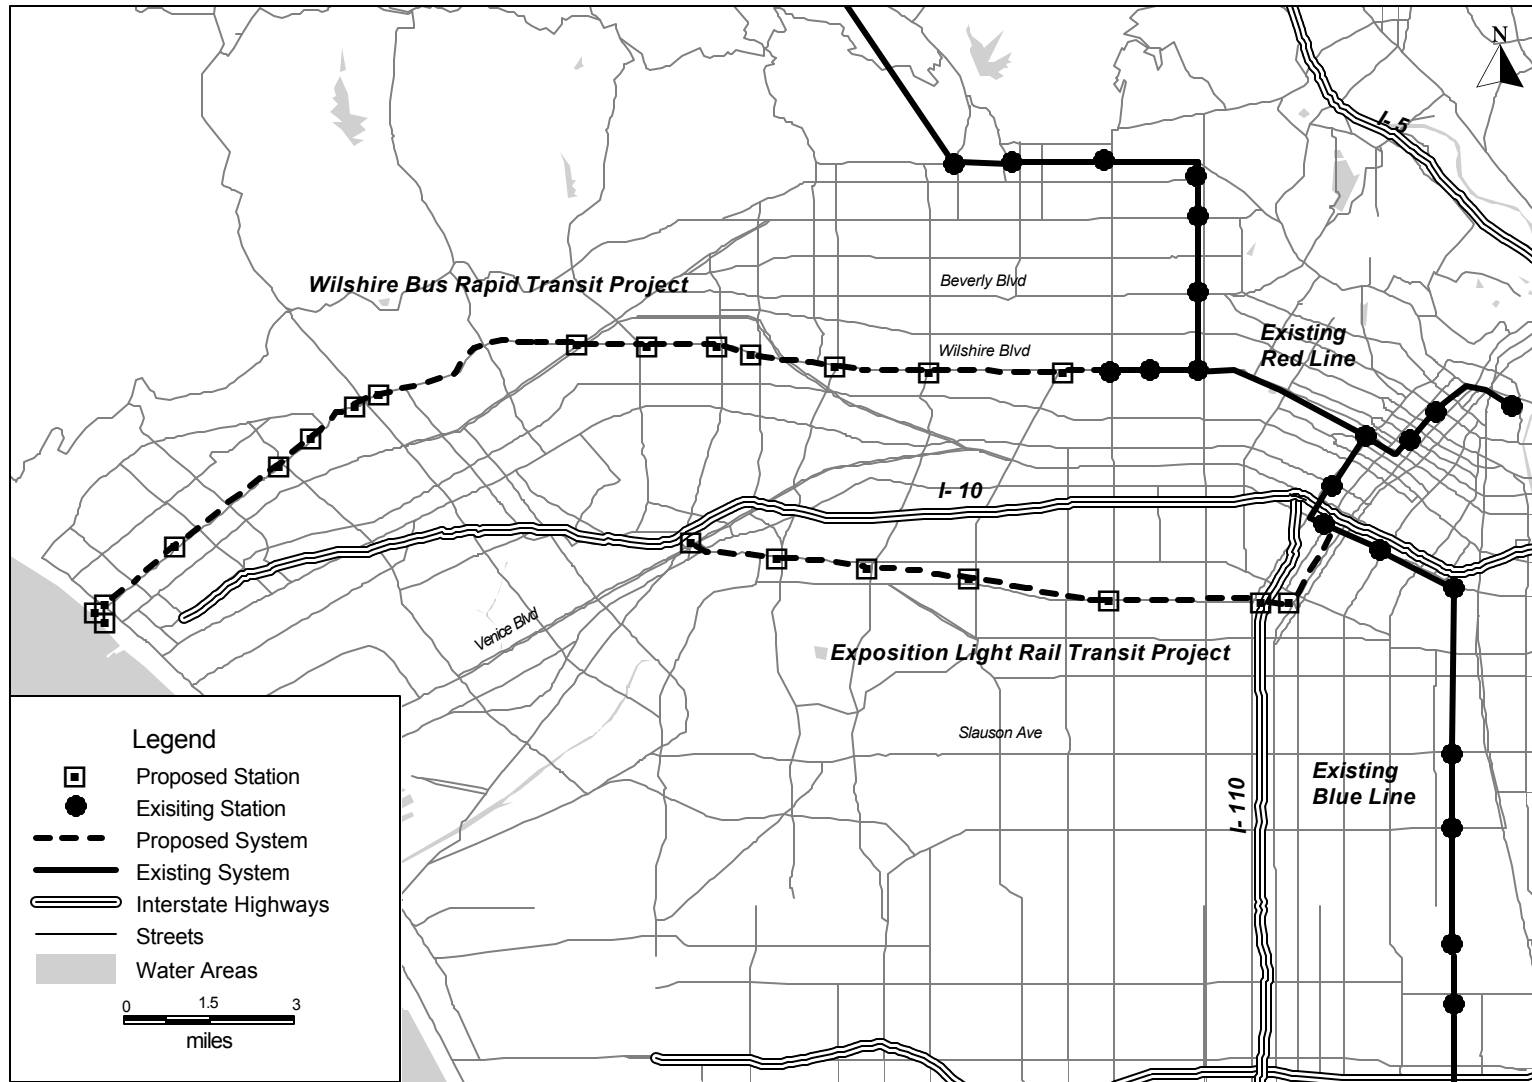 N
I- 5
Wilshire Bus Rapid Transit Project
Beverly Blvd
Wilshire Blvd
Existing
Red Line
I- 10
Venice Blvd
Exposition Light Rail Transit Project
Slauson Ave
I- 110
Existing
Blue Line
Legend
Proposed Station
Exisiting Station
Proposed System
Existing System
Interstate Highways
Streets
Water Areas
0 1.5 3
miles